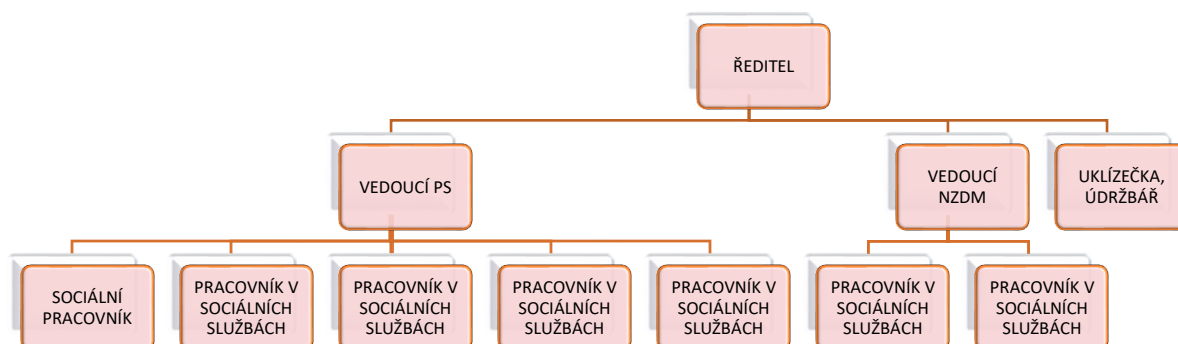 ŘEDITEL
VEDOUCÍ PS
VEDOUCÍ
NZDM
UKLÍZEČKA,
ÚDRŽBÁŘ
SOCIÁLNÍ
PRACOVNÍK
PRACOVNÍK V
SOCIÁLNÍCH
SLUŽBÁCH
PRACOVNÍK V
SOCIÁLNÍCH
SLUŽBÁCH
PRACOVNÍK V
SOCIÁLNÍCH
SLUŽBÁCH
PRACOVNÍK V
SOCIÁLNÍCH
SLUŽBÁCH
PRACOVNÍK V
SOCIÁLNÍCH
SLUŽBÁCH
PRACOVNÍK V
SOCIÁLNÍCH
SLUŽBÁCH